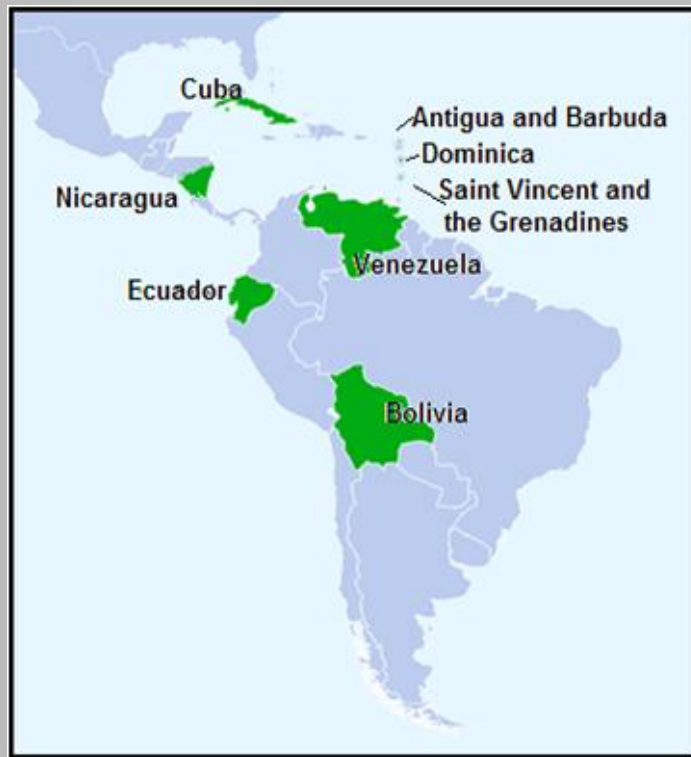 Cuba
Antigua and Barbuda
Dominica
Nicaragua
Saint Vincent and
the Grenadines
Venezuela
Ecuador
Bolivia